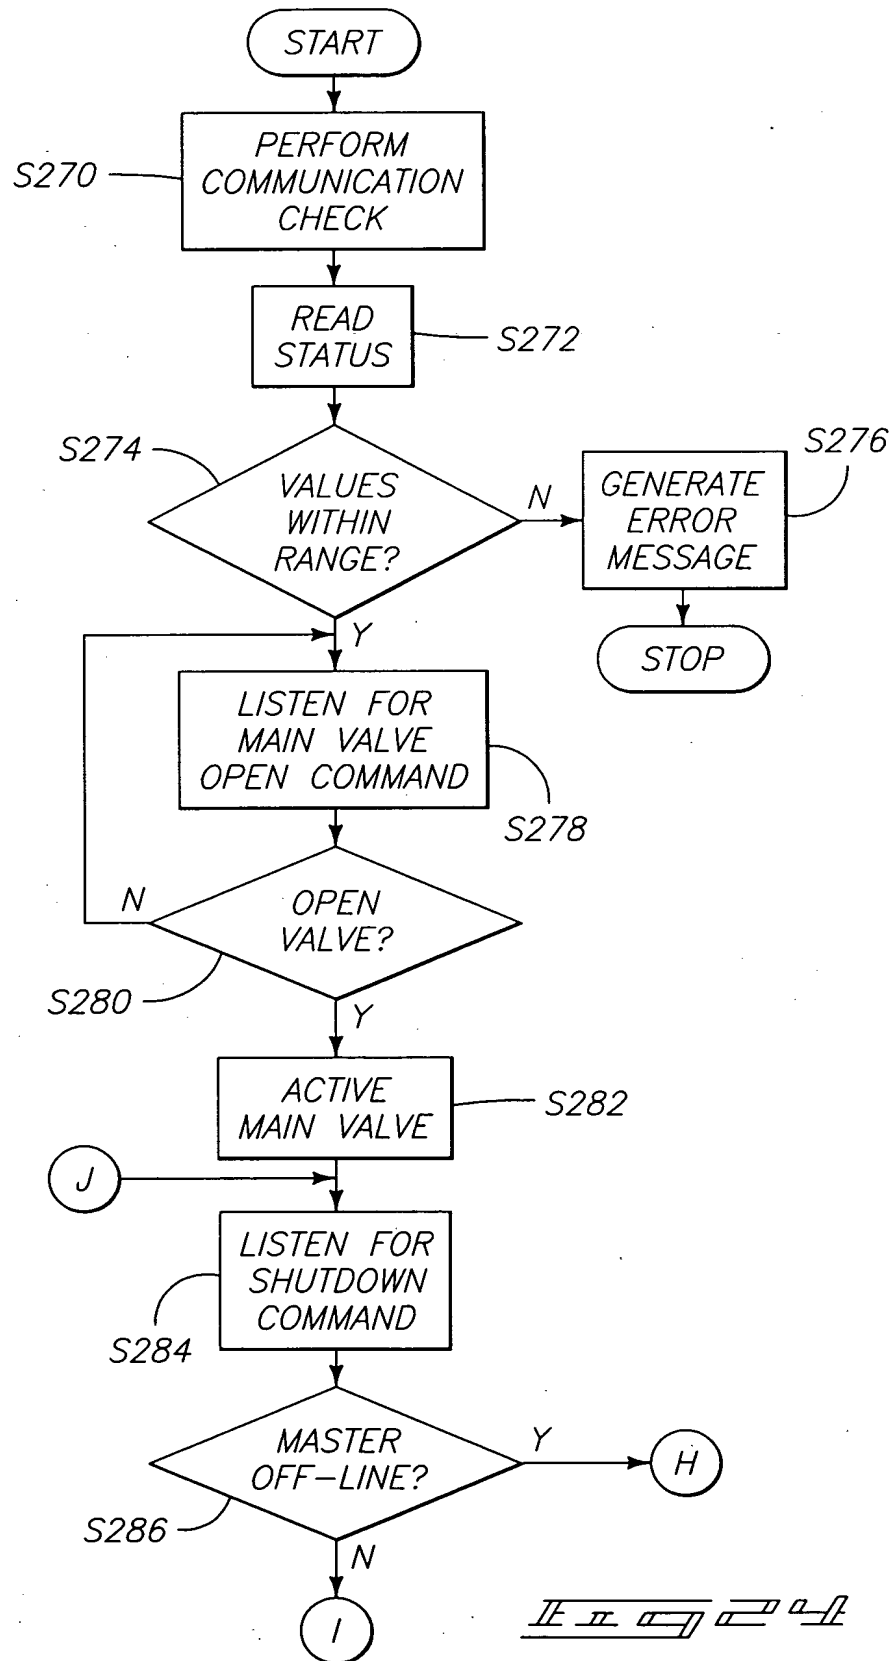 START
PERFORM
COMMUNICATION
CHECK
S270
READ
STATUS
S272
S274
VALUES
WITHIN
RANGE?
N
GENERATE
ERROR
MESSAGE
S276
STOP
Y
LISTEN FOR
MAIN VALVE
OPEN COMMAND
S278
N
OPEN
VALVE?
S280
Y
ACTIVE
MAIN VALVE
S282
J
LISTEN FOR
SHUTDOWN
COMMAND
S284
MASTER
OFF-LINE?
Y
H
S286
N
I
Fig 24